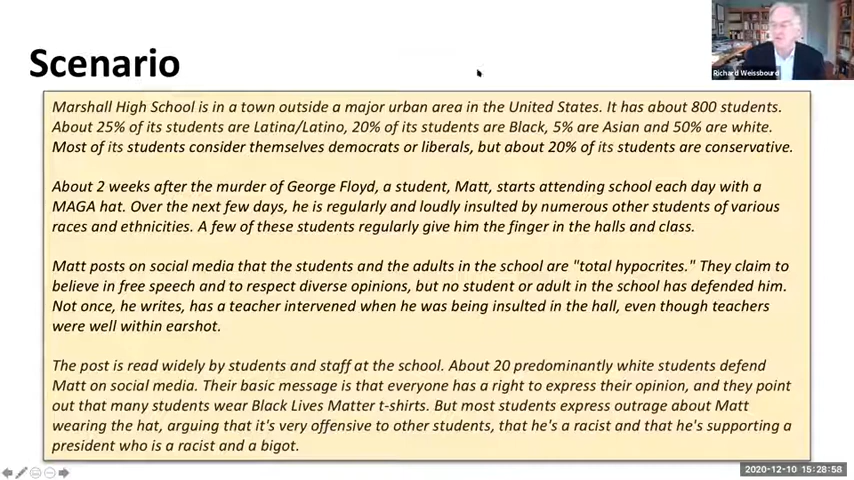 Richard Weissbourd
Scenario
Marshall High School is in a town outside a major urban area in the United States. It has about 800 students.
About 25% of its students are Latina/Latino, 20% of its students are Black, 5% are Asian and 50% are white.
Most of its students consider themselves democrats or liberals, but about 20% of its students are conservative.
About 2 weeks after the murder of George Floyd, a student, Matt, starts attending school each day with a
MAGA hat. Over the next few days, he is regularly and loudly insulted by numerous other students of various
races and ethnicities. A few of these students regularly give him the finger in the halls and class.
Matt posts on social media that the students and the adults in the school are "total hypocrites." They claim to
believe in free speech and to respect diverse opinions, but no student or adult in the school has defended him.
Not once, he writes, has a teacher intervened when he was being insulted in the hall, even though teachers
were well within earshot.
The post is read widely by students and staff at the school. About 20 predominantly white students defend
Matt on social media. Their basic message is that everyone has a right to express their opinion, and they point
out that many students wear Black Lives Matter t-shirts. But most students express outrage about Matt
wearing the hat, arguing that it's very offensive to other students, that he's a racist and that he's supporting a
president who is a racist and a bigot.
2020-12-10 15:28:58